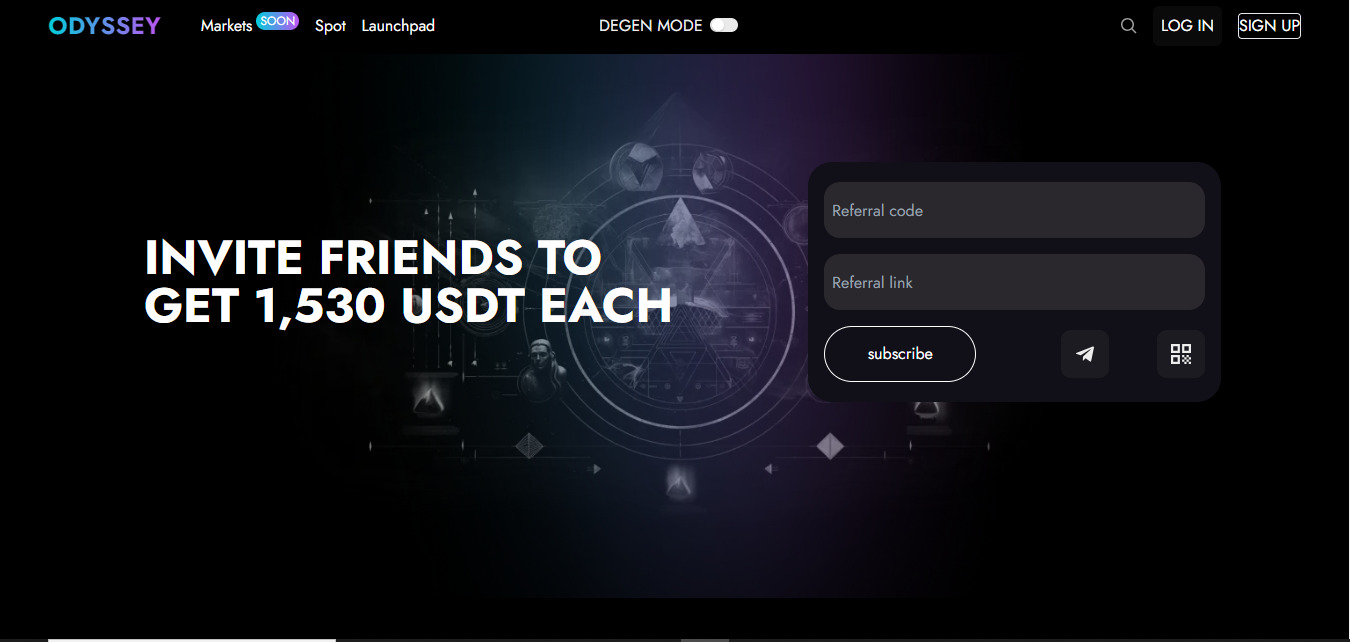 ODYSSEY
Markets SOON
Spot
Launchpad
DEGEN MODE
LOG IN
SIGN UP
INVITE FRIENDS TO
GET 1,530 USDT EACH
Referral code
Referral link
subscribe